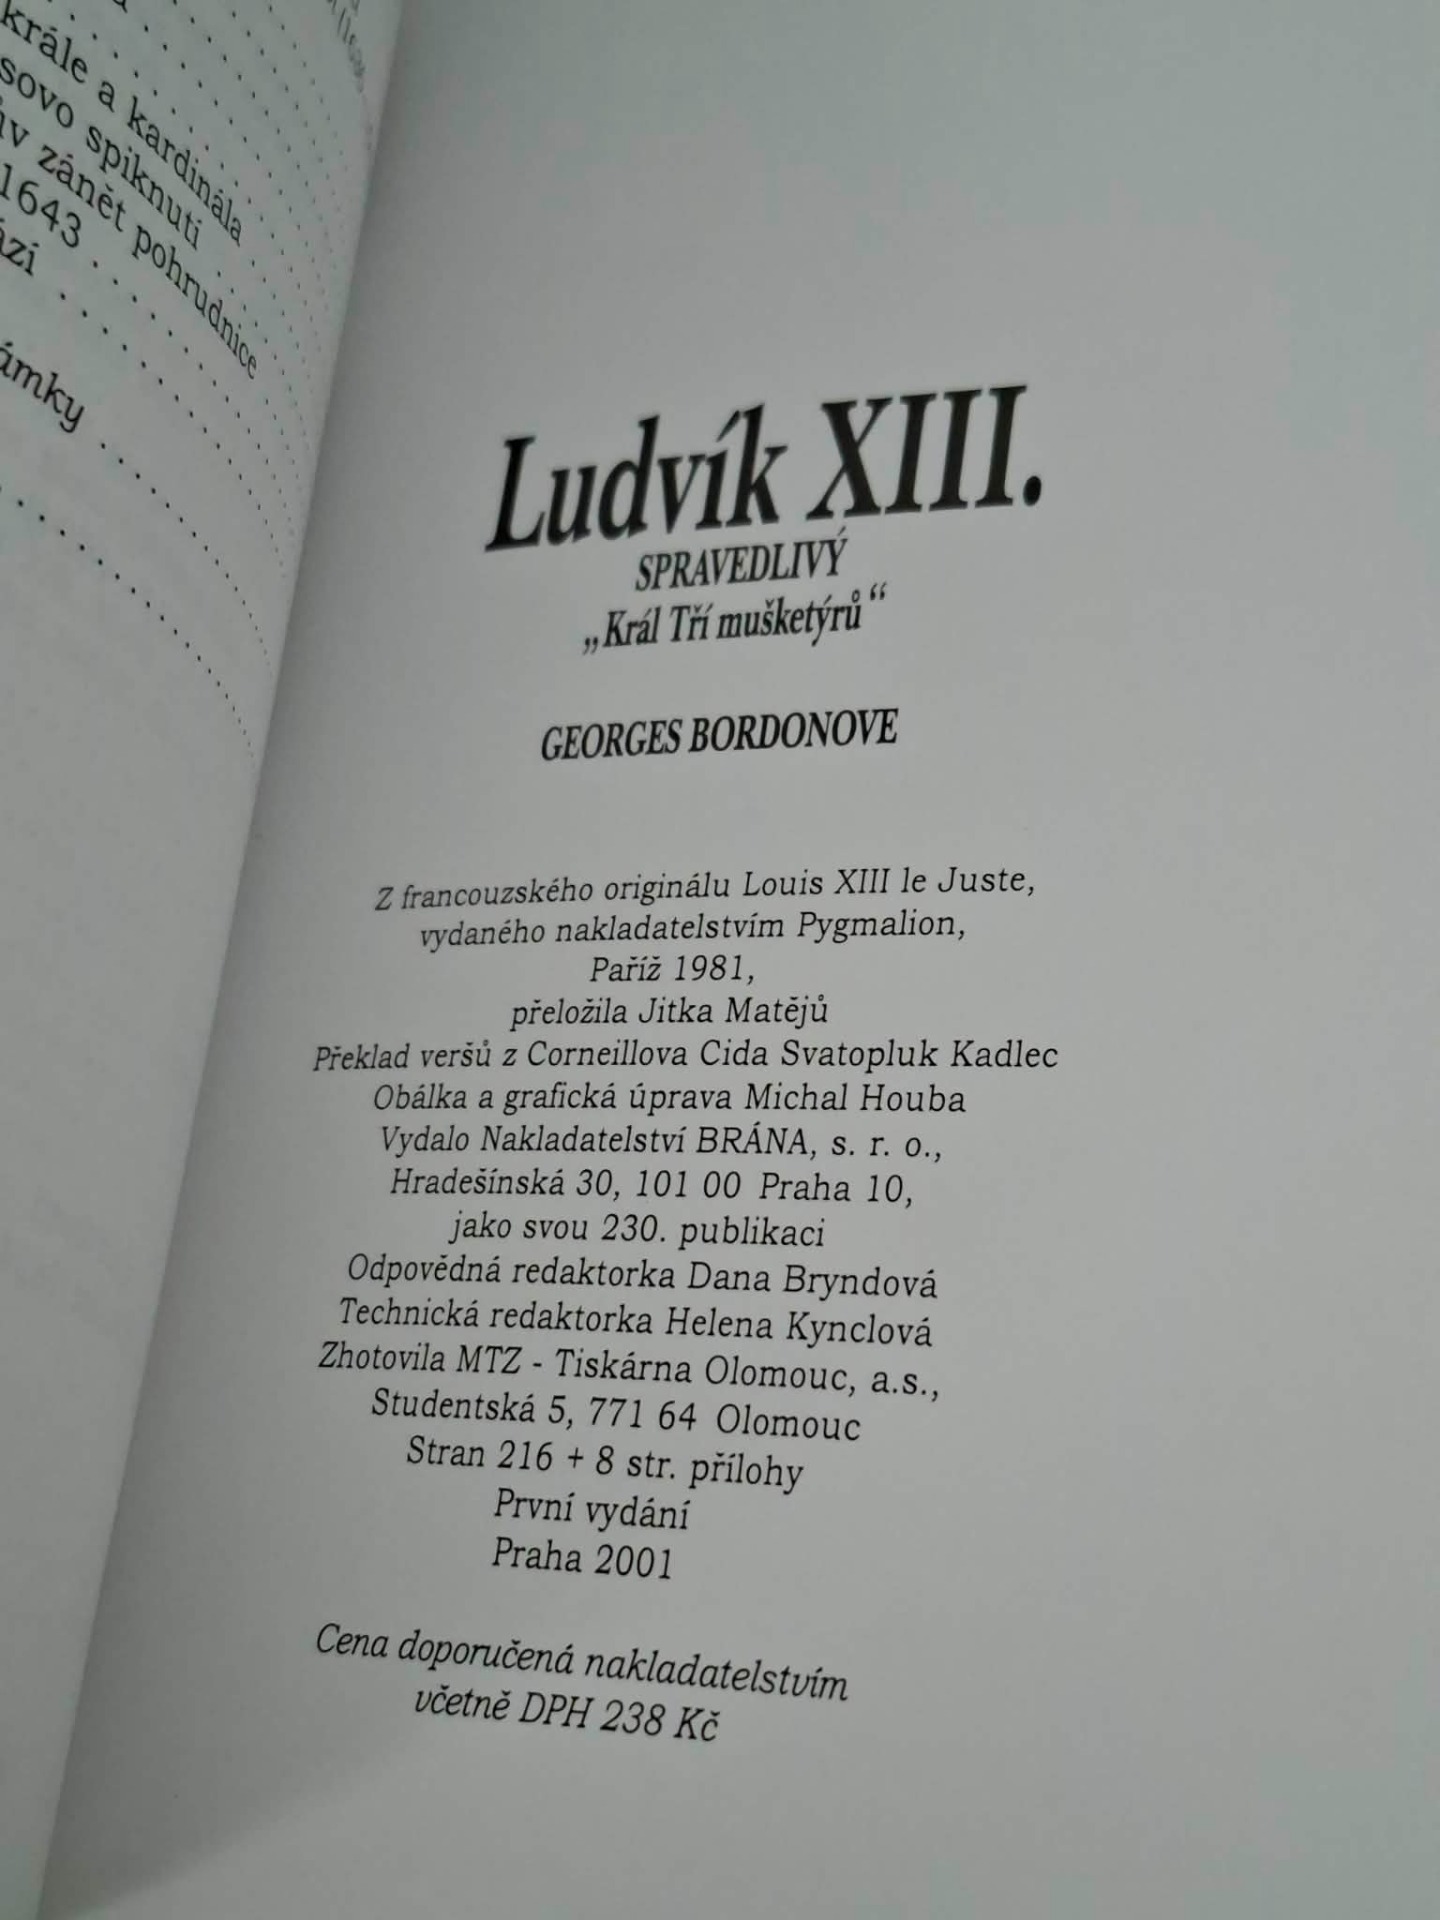 krále a kardinála
spiknutí
zánět pohrudnice
1643
Ludvík XIII.
SPRAVEDLIVÝ
„Král Tří mušketýrů“
GEORGES BORDONOVE
Z francouzského originálu Louis XIII le Juste,
vydaného nakladatelstvím Pygmalion,
Paříž 1981,
přeložila Jitka Matějů
Překlad veršů z Corneillova Cida Svatopluk Kadlec
Obálka a grafická úprava Michal Houba
Vydalo Nakladatelství BRÁNA, s. r. o.,
Hradešínská 30, 101 00 Praha 10,
jako svou 230. publikaci
Odpovědná redaktorka Dana Bryndová
Technická redaktorka Helena Kynclová
Zhotovila MTZ - Tiskárna Olomouc, a.s.,
Studentská 5, 771 64 Olomouc
Stran 216 + 8 str. přílohy
První vydání
Praha 2001
Cena doporučená nakladatelstvím
včetně DPH 238 Kč